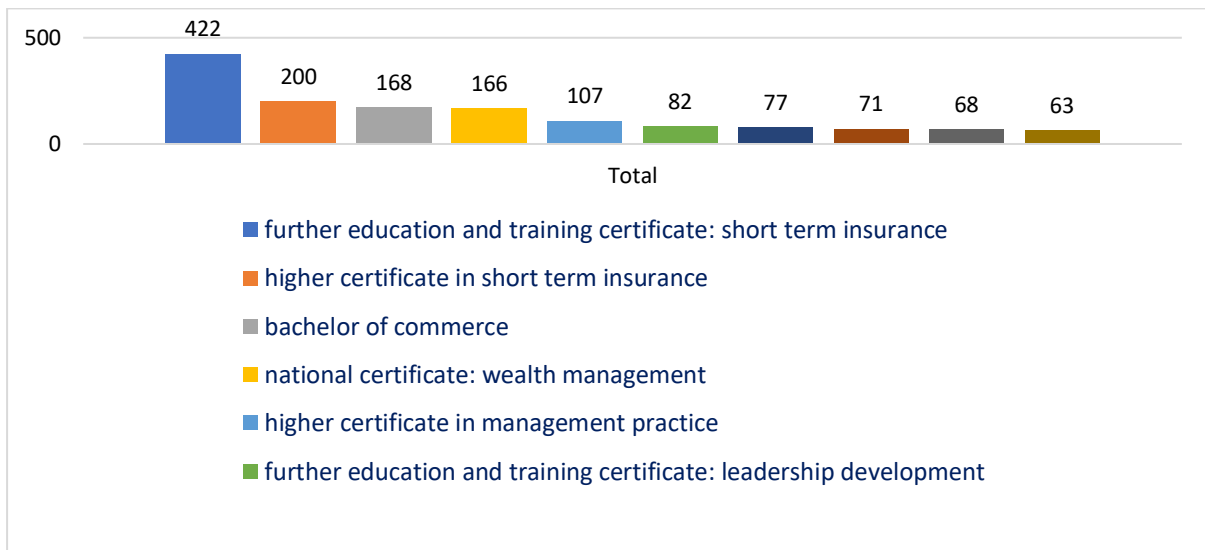 500
0
422
200
168
166
107
82
77
71
68
63
Total
further education and training certificate: short term insurance
higher certificate in short term insurance
bachelor of commerce
national certificate: wealth management
higher certificate in management practice
further education and training certificate: leadership development